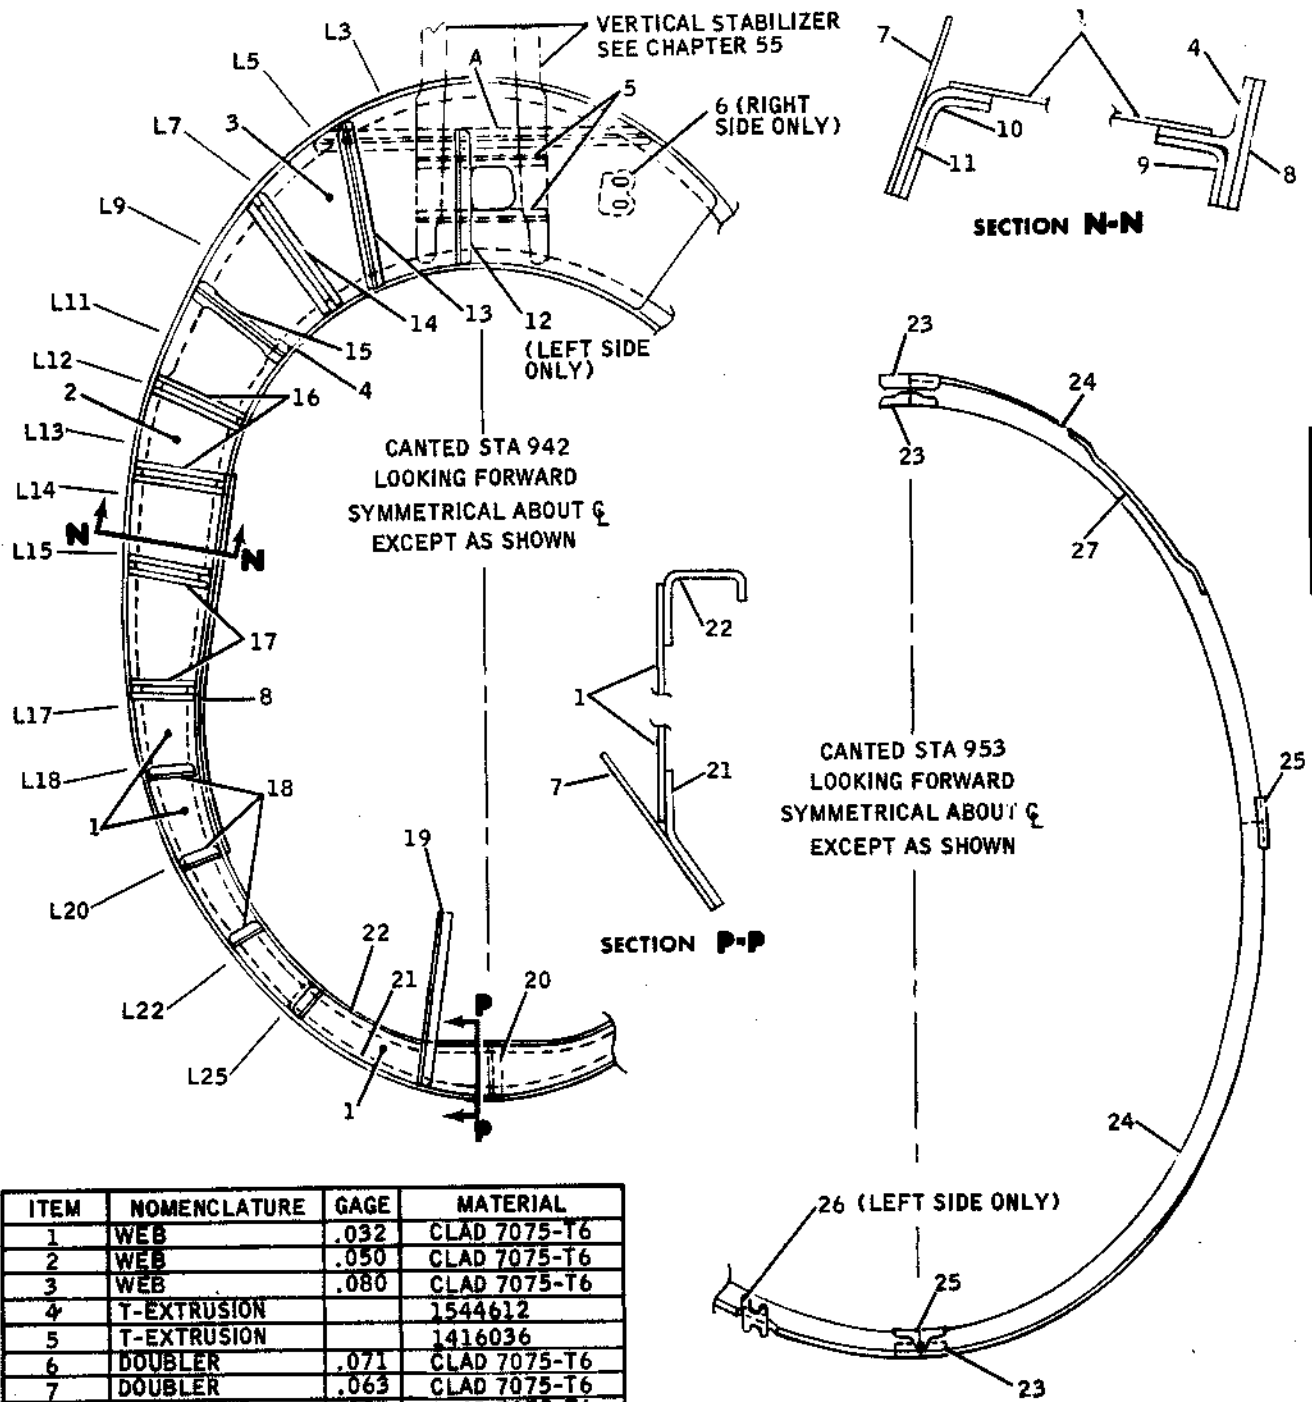 L3
VERTICAL STABILIZER
SEE CHAPTER 55
L5
A
5
3
6 (RIGHT
SIDE ONLY)
L7
L9
L11
14
13
12
(LEFT SIDE
ONLY)
15
4
L12
2
16
L13
L14
N
N
L15
17
8
L17
L18
18
1
L20
19
22
21
20
L22
L25
1
P
P
CANTED STA 942
LOOKING FORWARD
SYMMETRICAL ABOUT ℄
EXCEPT AS SHOWN
7
10
11
4
9
8
SECTION N-N
22
1
7
21
SECTION P-P
23
23
24
27
25
CANTED STA 953
LOOKING FORWARD
SYMMETRICAL ABOUT ℄
EXCEPT AS SHOWN
24
26 (LEFT SIDE ONLY)
25
23
ITEM NOMENCLATURE GAGE MATERIAL
1 WEB .032 CLAD 7075-T6
2 WEB .050 CLAD 7075-T6
3 WEB .080 CLAD 7075-T6
4 T-EXTRUSION 1544612
5 T-EXTRUSION 1416036
6 DOUBLER .071 CLAD 7075-T6
7 DOUBLER .063 CLAD 7075-T6